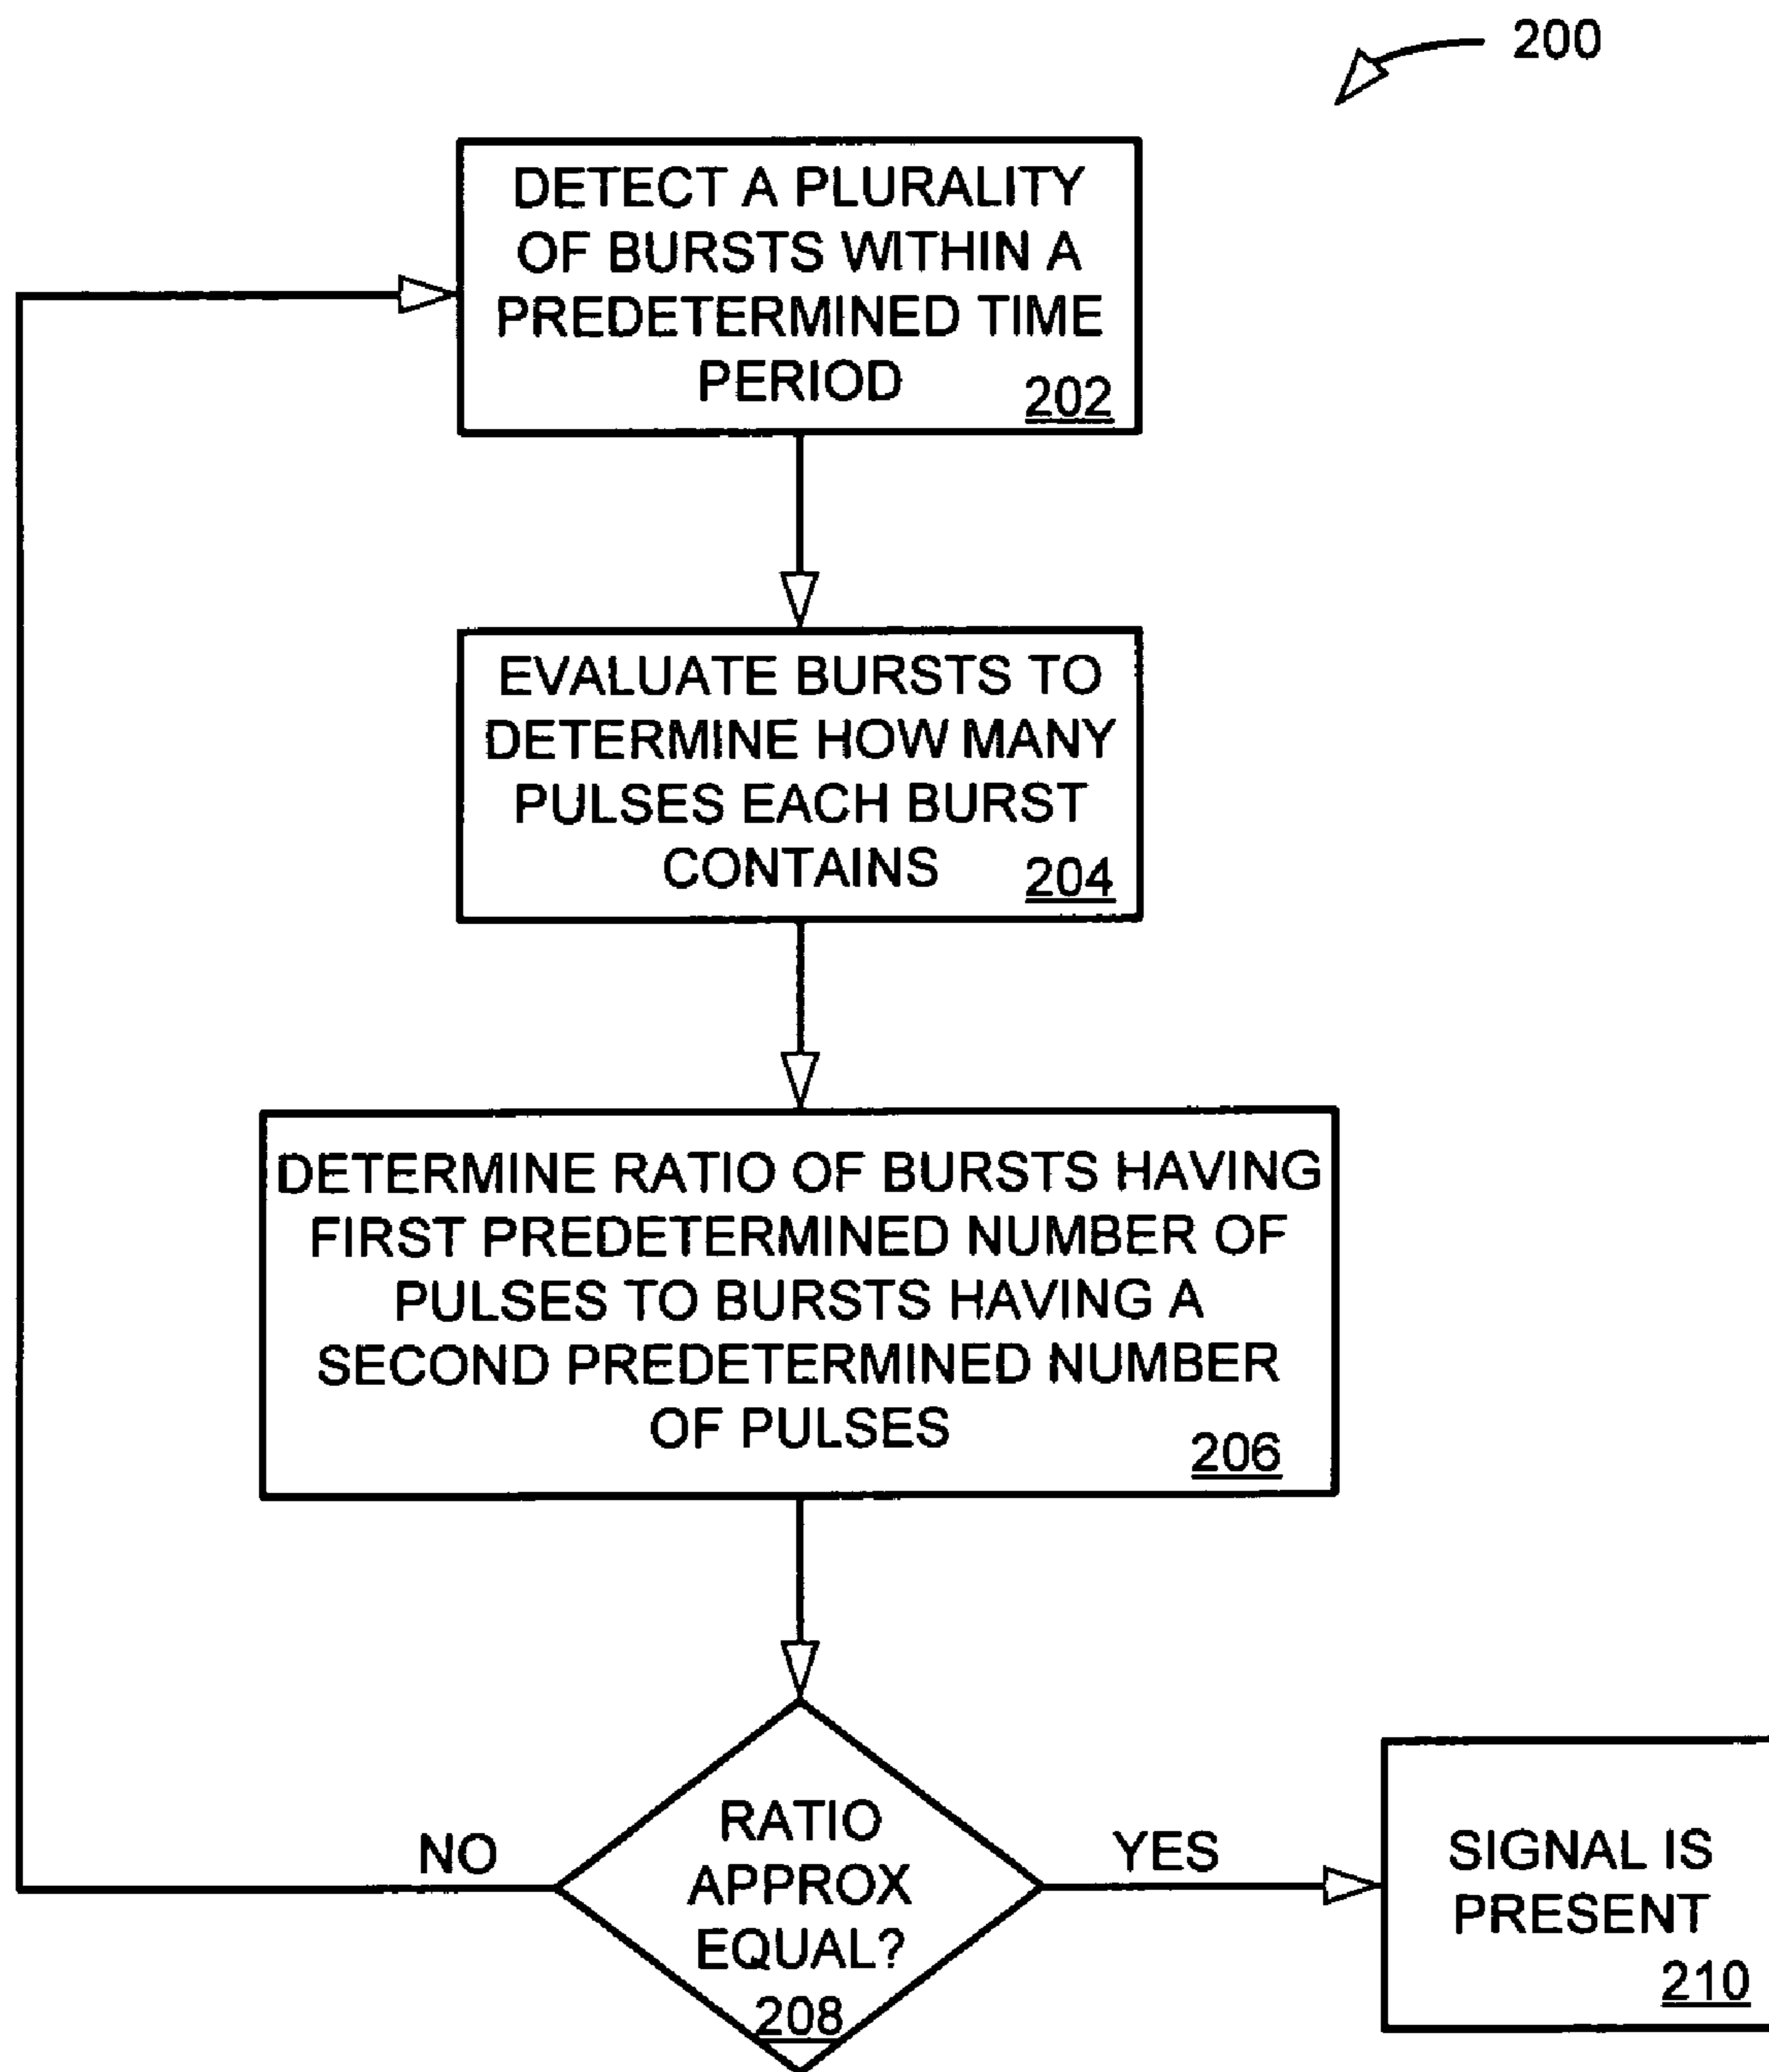 200
DETECT A PLURALITY
OF BURSTS WITHIN A
PREDETERMINED TIME
PERIOD
202
EVALUATE BURSTS TO
DETERMINE HOW MANY
PULSES EACH BURST
CONTAINS
204
DETERMINE RATIO OF BURSTS HAVING
FIRST PREDETERMINED NUMBER OF
PULSES TO BURSTS HAVING A
SECOND PREDETERMINED NUMBER
OF PULSES
206
RATIO
APPROX
EQUAL?
208
NO
YES
SIGNAL IS
PRESENT
210